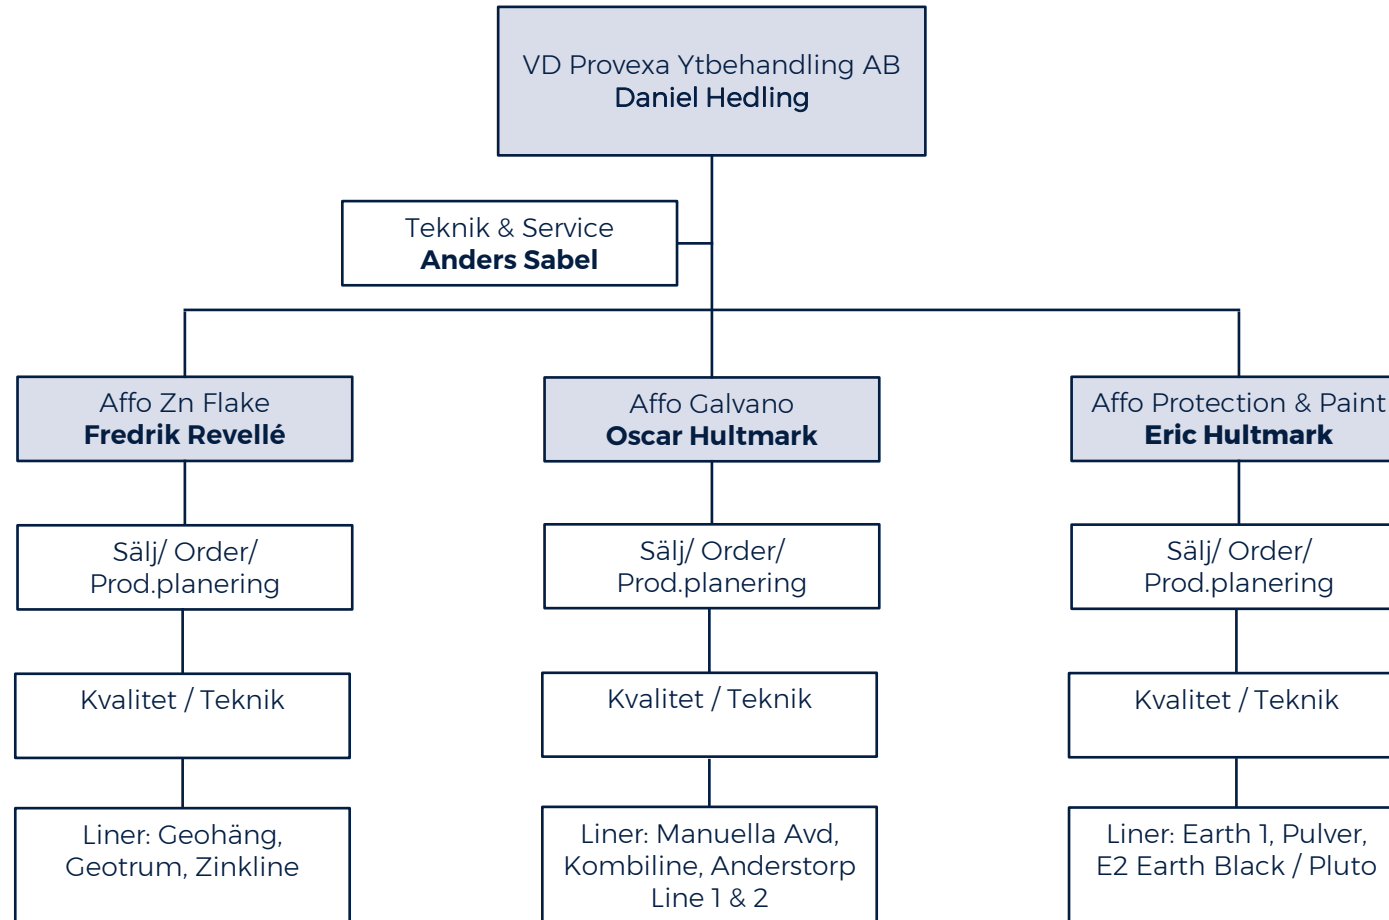 VD Provexa Ytbehandling AB
Daniel Hedling
Teknik & Service
Anders Sabel
Affo Zn Flake
Fredrik Revellé
Affo Galvano
Oscar Hultmark
Affo Protection & Paint
Eric Hultmark
Sälj/ Order/
Prod.planering
Sälj/ Order/
Prod.planering
Sälj/ Order/
Prod.planering
Kvalitet / Teknik
Kvalitet / Teknik
Kvalitet / Teknik
Liner: Geohäng,
Geotrum, Zinkline
Liner: Manuella Avd,
Kombiline, Anderstorp
Line 1 & 2
Liner: Earth 1, Pulver,
E2 Earth Black / Pluto